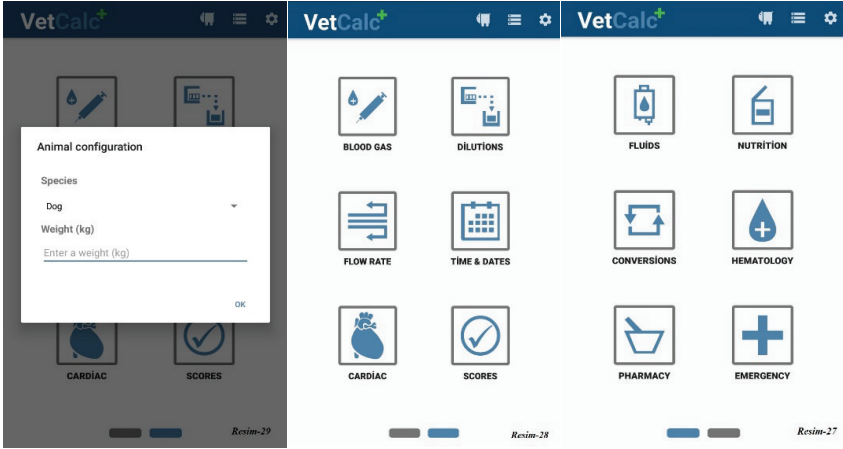 VetCalc+
Animal configuration
Species
Dog
Weight (kg)
Enter a weight (kg)
OK
CARDİAC
SCORES
Resim-29
VetCalc+
BLOOD GAS
DİLUTİONS
FLOW RATE
TİME & DATES
CARDİAC
SCORES
Resim-28
VetCalc+
FLUİDS
NUTRİTİON
CONVERSİONS
HEMATOLOGY
PHARMACY
EMERGENCY
Resim-27